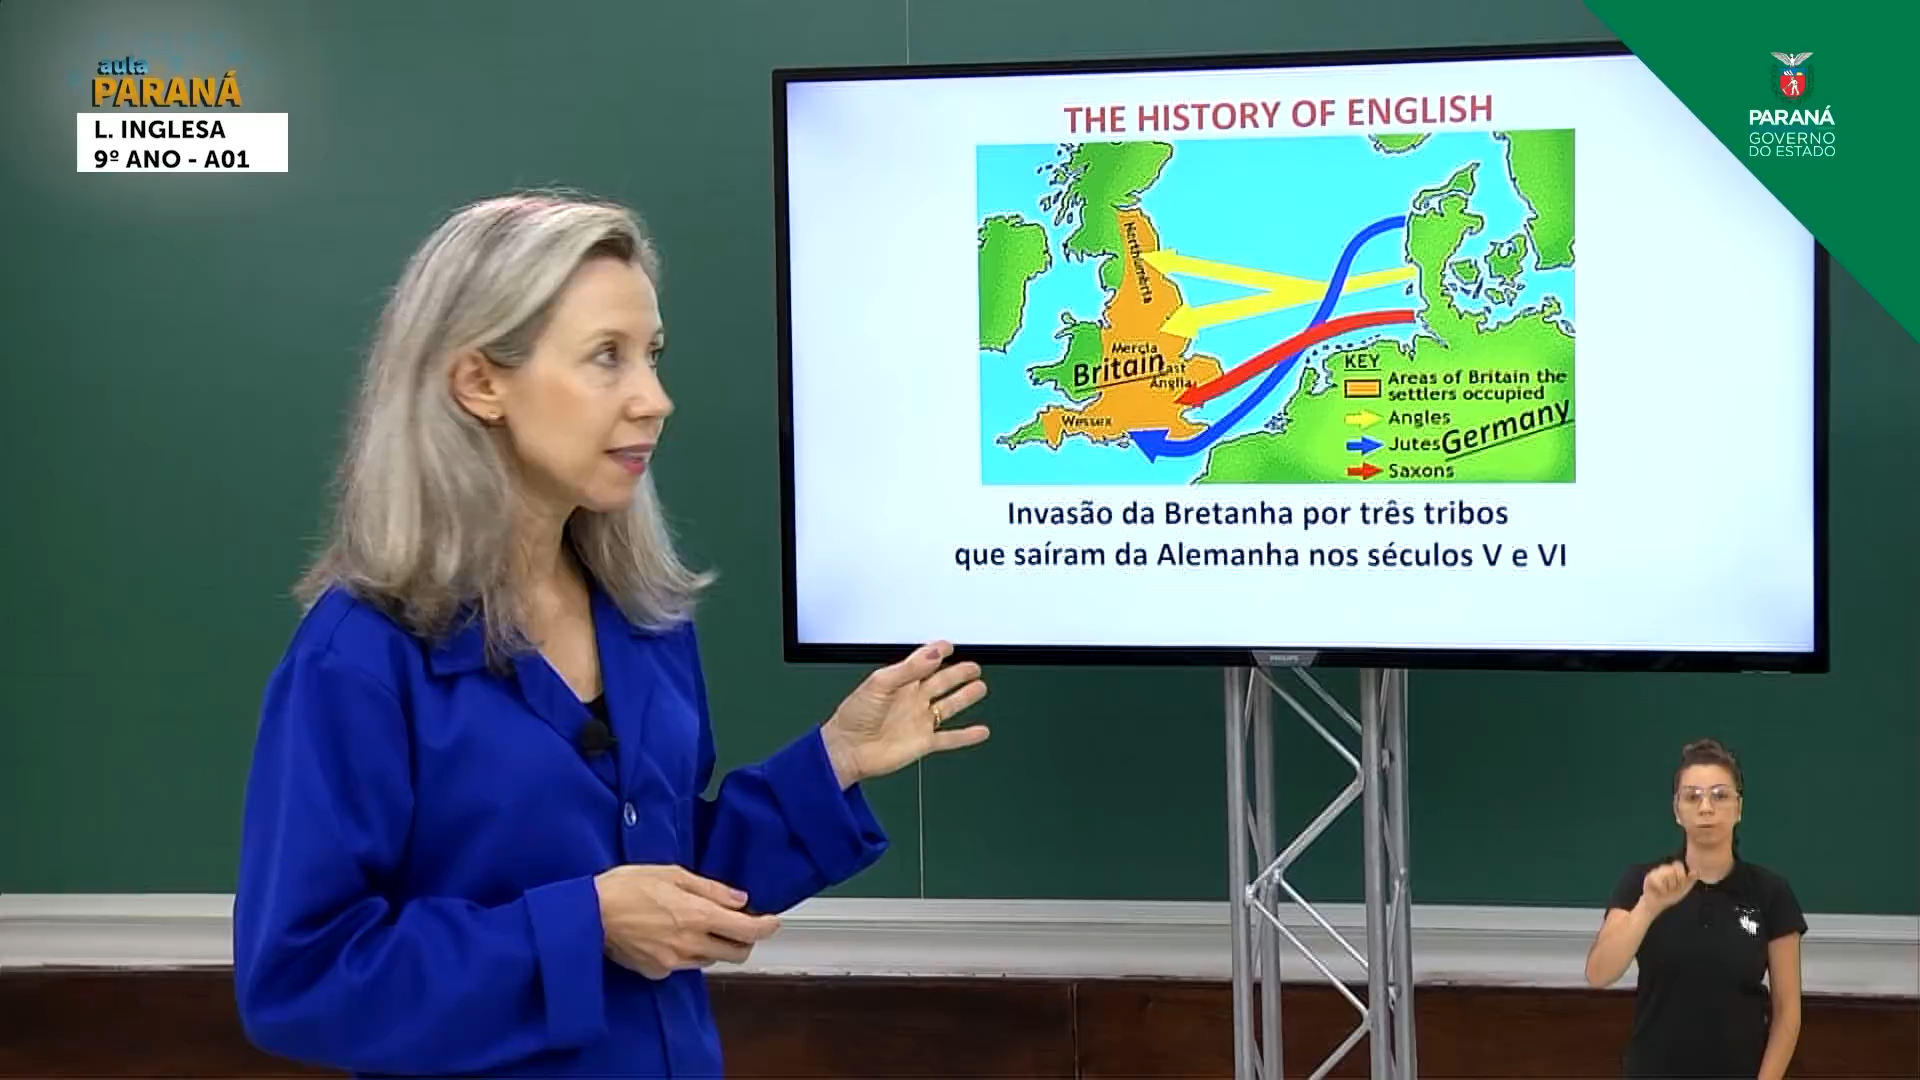 aula
PARANÁ
L. INGLESA
9º ANO - A01
THE HISTORY OF ENGLISH
Northumbria
Mercia
Britain
East
Anglia
Wessex
KEY
Areas of Britain the
settlers occupied
Angles
Jutes
Germany
Saxons
Invasão da Bretanha por três tribos
que saíram da Alemanha nos séculos V e VI
PHILIPS
PARANÁ
GOVERNO
DO ESTADO